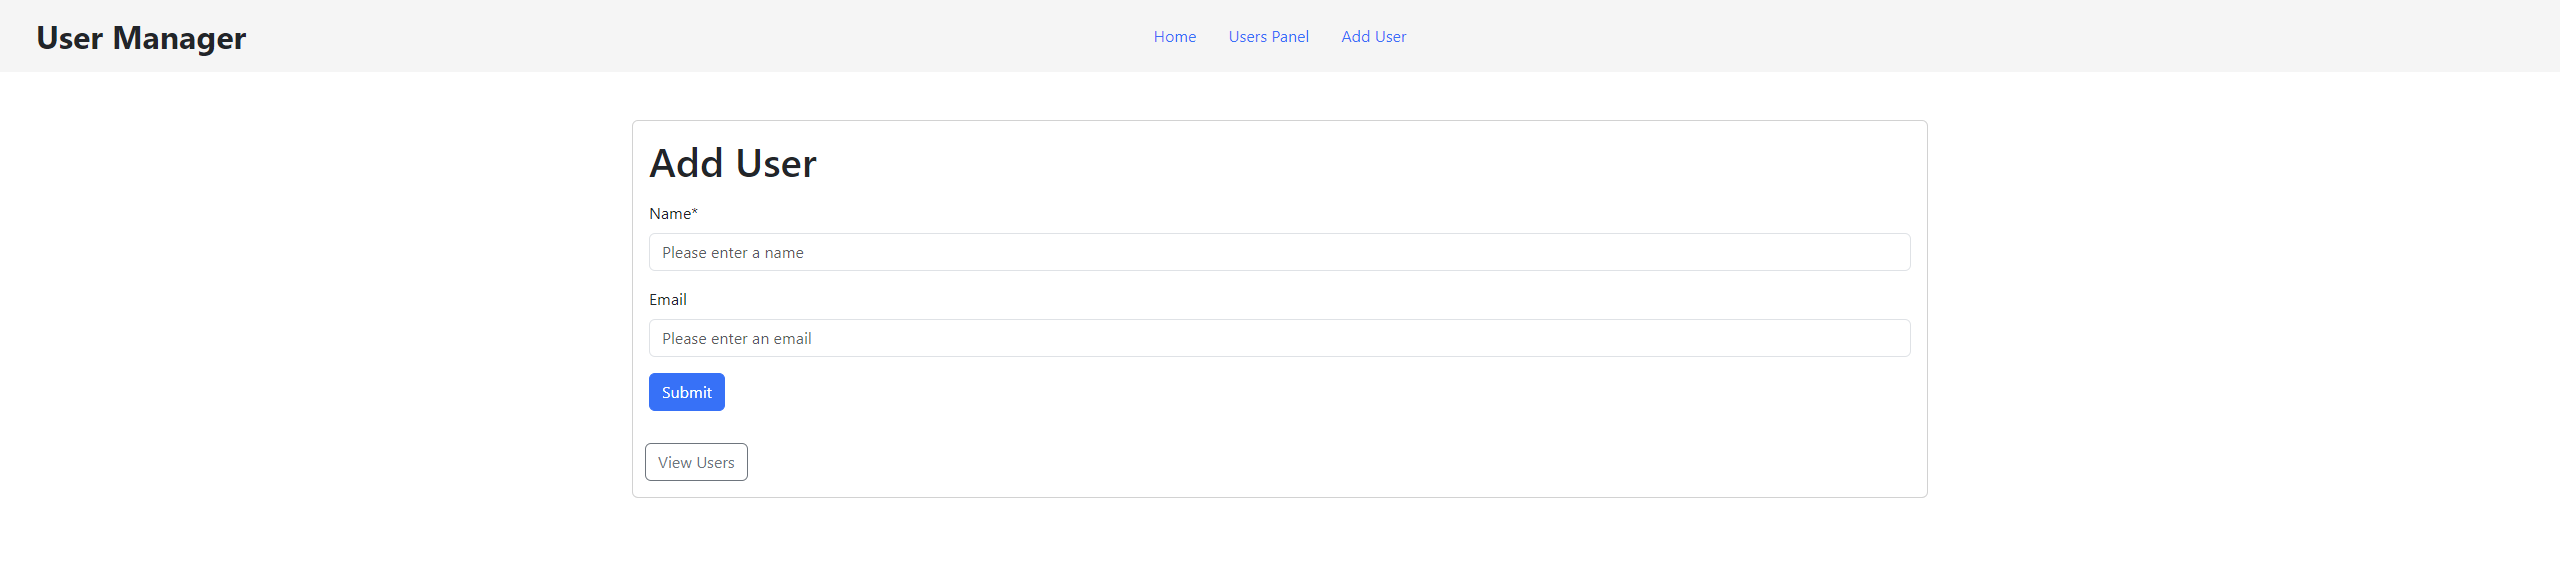 User Manager
Home Users Panel Add User
Add User
Name*
Please enter a name
Email
Please enter an email
Submit
View Users